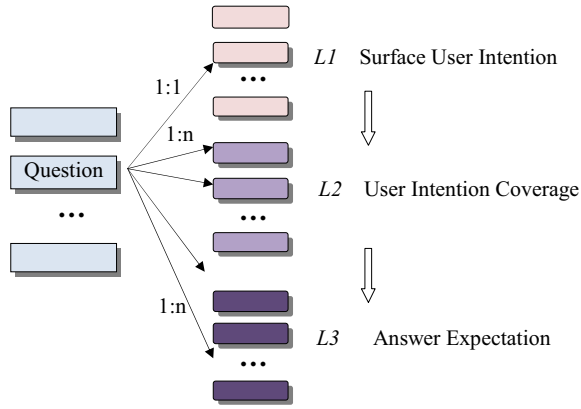 L1 Surface User Intention
...
1:1
1:n
Question
L2 User Intention Coverage
...
...
1:n
L3 Answer Expectation
...